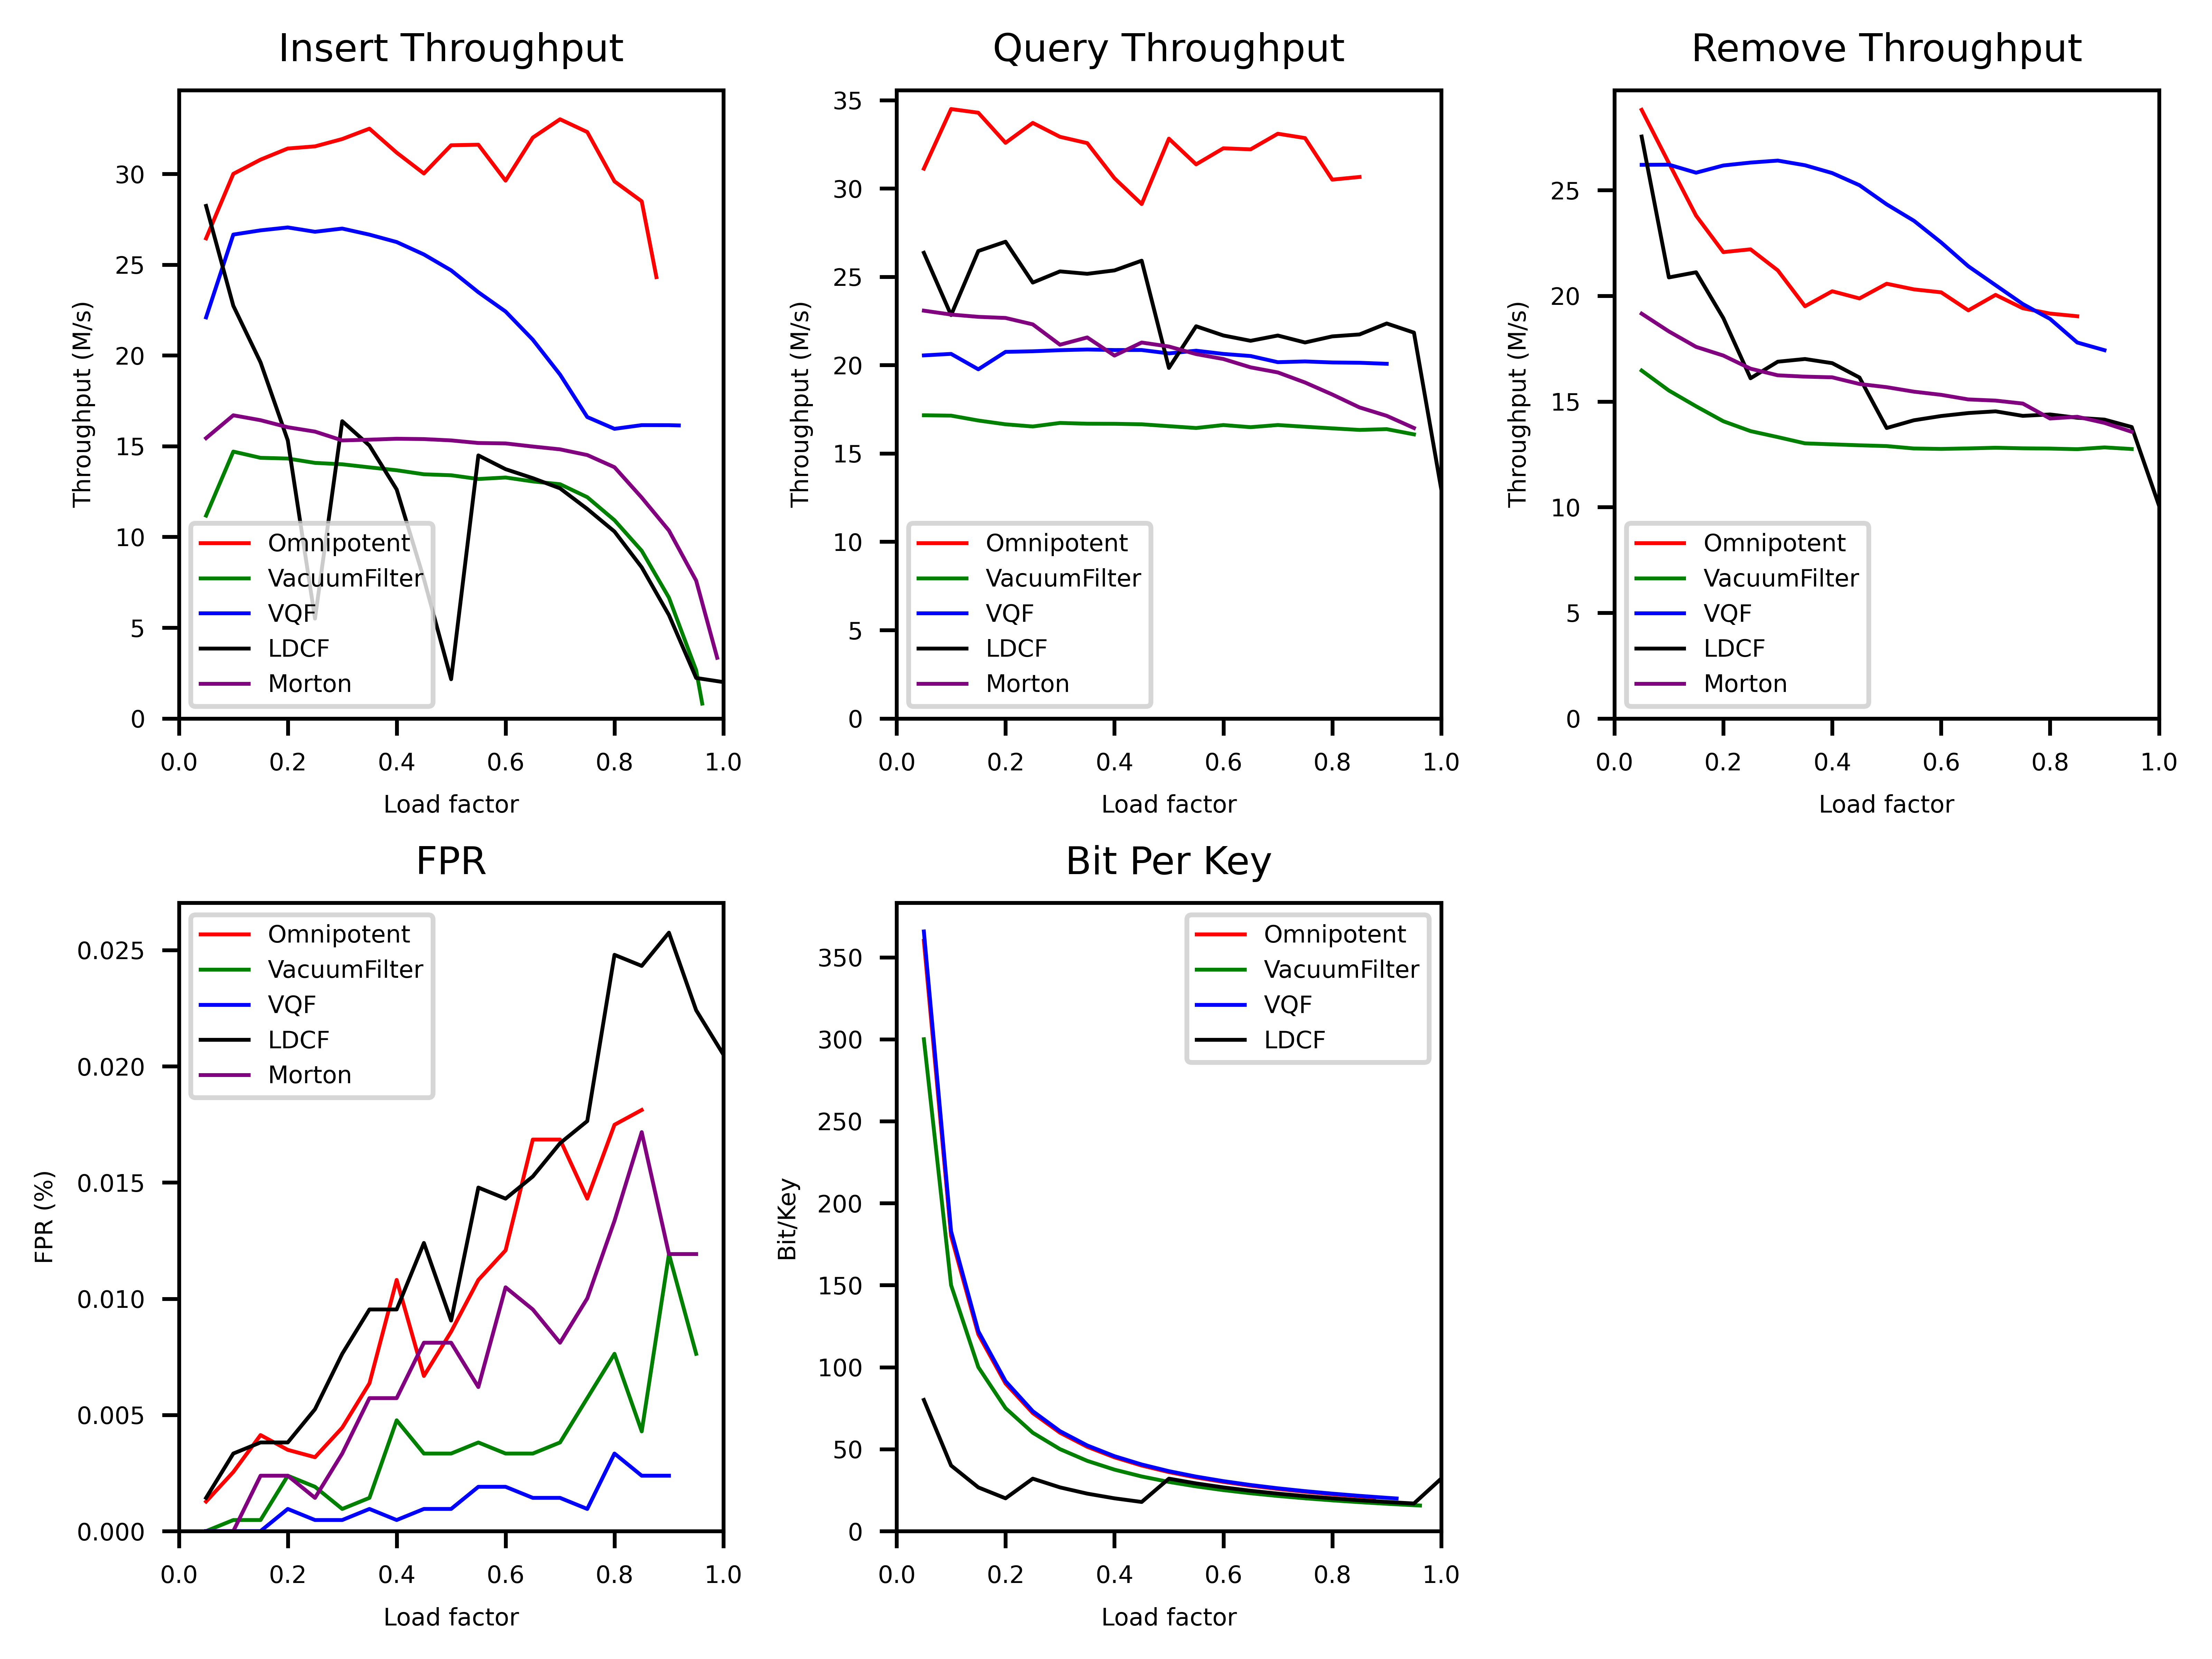 Insert Throughput
Throughput (M/s)
30
25
20
15
10
5
0
Omnipotent
VacuumFilter
VQF
LDCF
Morton
0.0 0.2 0.4 0.6 0.8 1.0
Load factor
Query Throughput
Throughput (M/s)
35
30
25
20
15
10
5
0
Omnipotent
VacuumFilter
VQF
LDCF
Morton
0.0 0.2 0.4 0.6 0.8 1.0
Load factor
Remove Throughput
Throughput (M/s)
25
20
15
10
5
0
Omnipotent
VacuumFilter
VQF
LDCF
Morton
0.0 0.2 0.4 0.6 0.8 1.0
Load factor
FPR
FPR (%)
0.025
0.020
0.015
0.010
0.005
0.000
Omnipotent
VacuumFilter
VQF
LDCF
Morton
0.0 0.2 0.4 0.6 0.8 1.0
Load factor
Bit Per Key
Bit/Key
350
300
250
200
150
100
50
0
Omnipotent
VacuumFilter
VQF
LDCF
0.0 0.2 0.4 0.6 0.8 1.0
Load factor